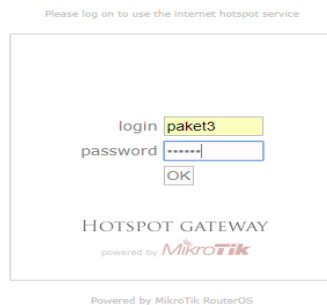 Please log on to use the internet hotspot service
login paket3
password ••••••
OK
HOTSPOT GATEWAY
powered by MikroTik
Powered by MikroTik RouterOS